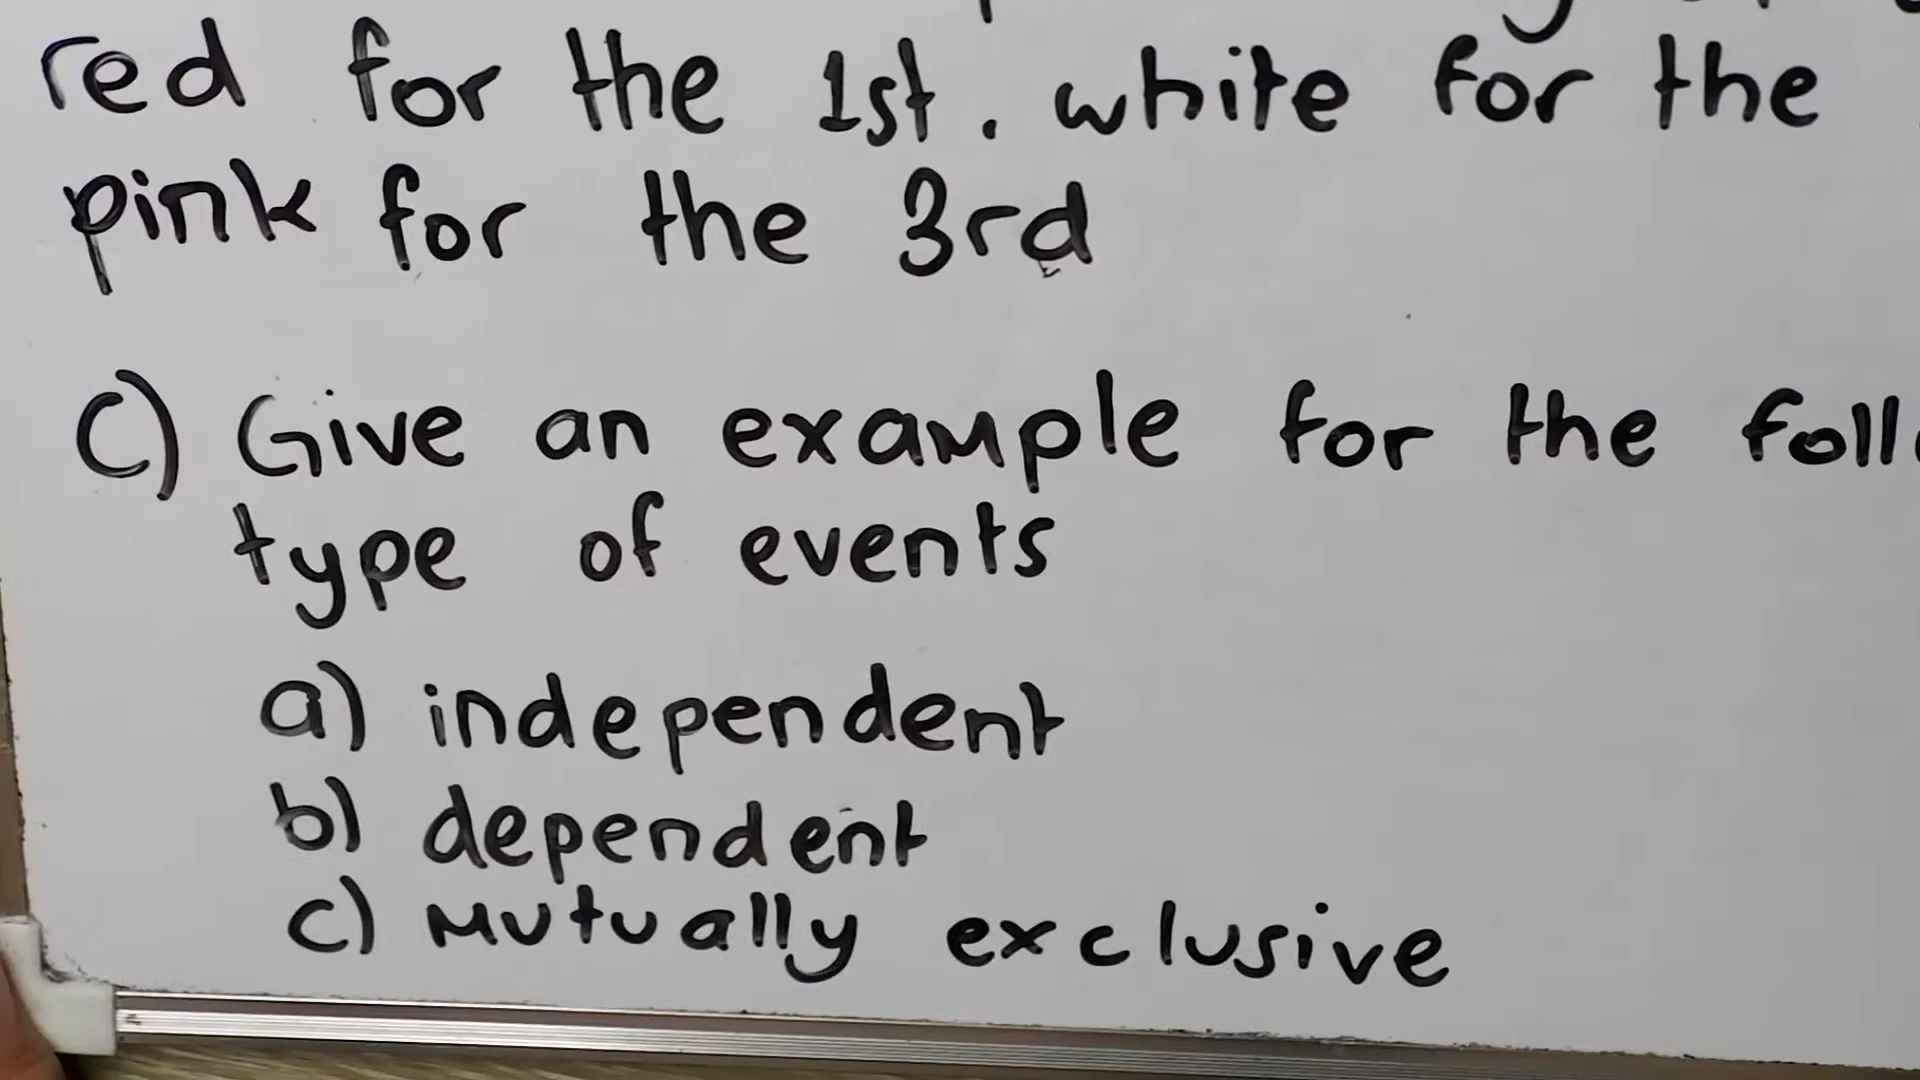 red for the 1st. white for the
pink for the 3rd
C) Give an example for the foll
type of events
a) independent
b) dependent
c) Mutually exclusive